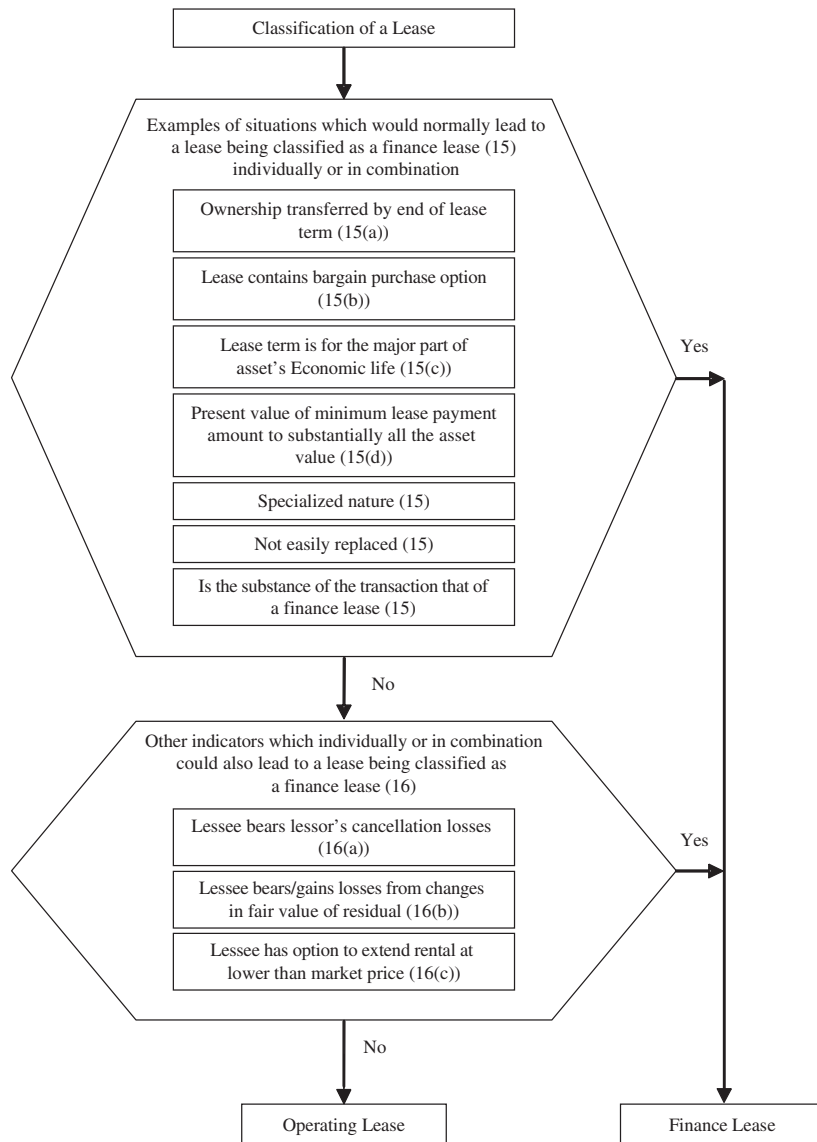 Classification of a Lease
Examples of situations which would normally lead to
a lease being classified as a finance lease (15)
individually or in combination
Ownership transferred by end of lease
term (15(a))
Lease contains bargain purchase option
(15(b))
Lease term is for the major part of
asset's Economic life (15(c))
Yes
Present value of minimum lease payment
amount to substantially all the asset
value (15(d))
Specialized nature (15)
Not easily replaced (15)
Is the substance of the transaction that of
a finance lease (15)
No
Other indicators which individually or in combination
could also lead to a lease being classified as
a finance lease (16)
Lessee bears lessor's cancellation losses
(16(a))
Yes
Lessee bears/gains losses from changes
in fair value of residual (16(b))
Lessee has option to extend rental at
lower than market price (16(c))
No
Operating Lease
Finance Lease